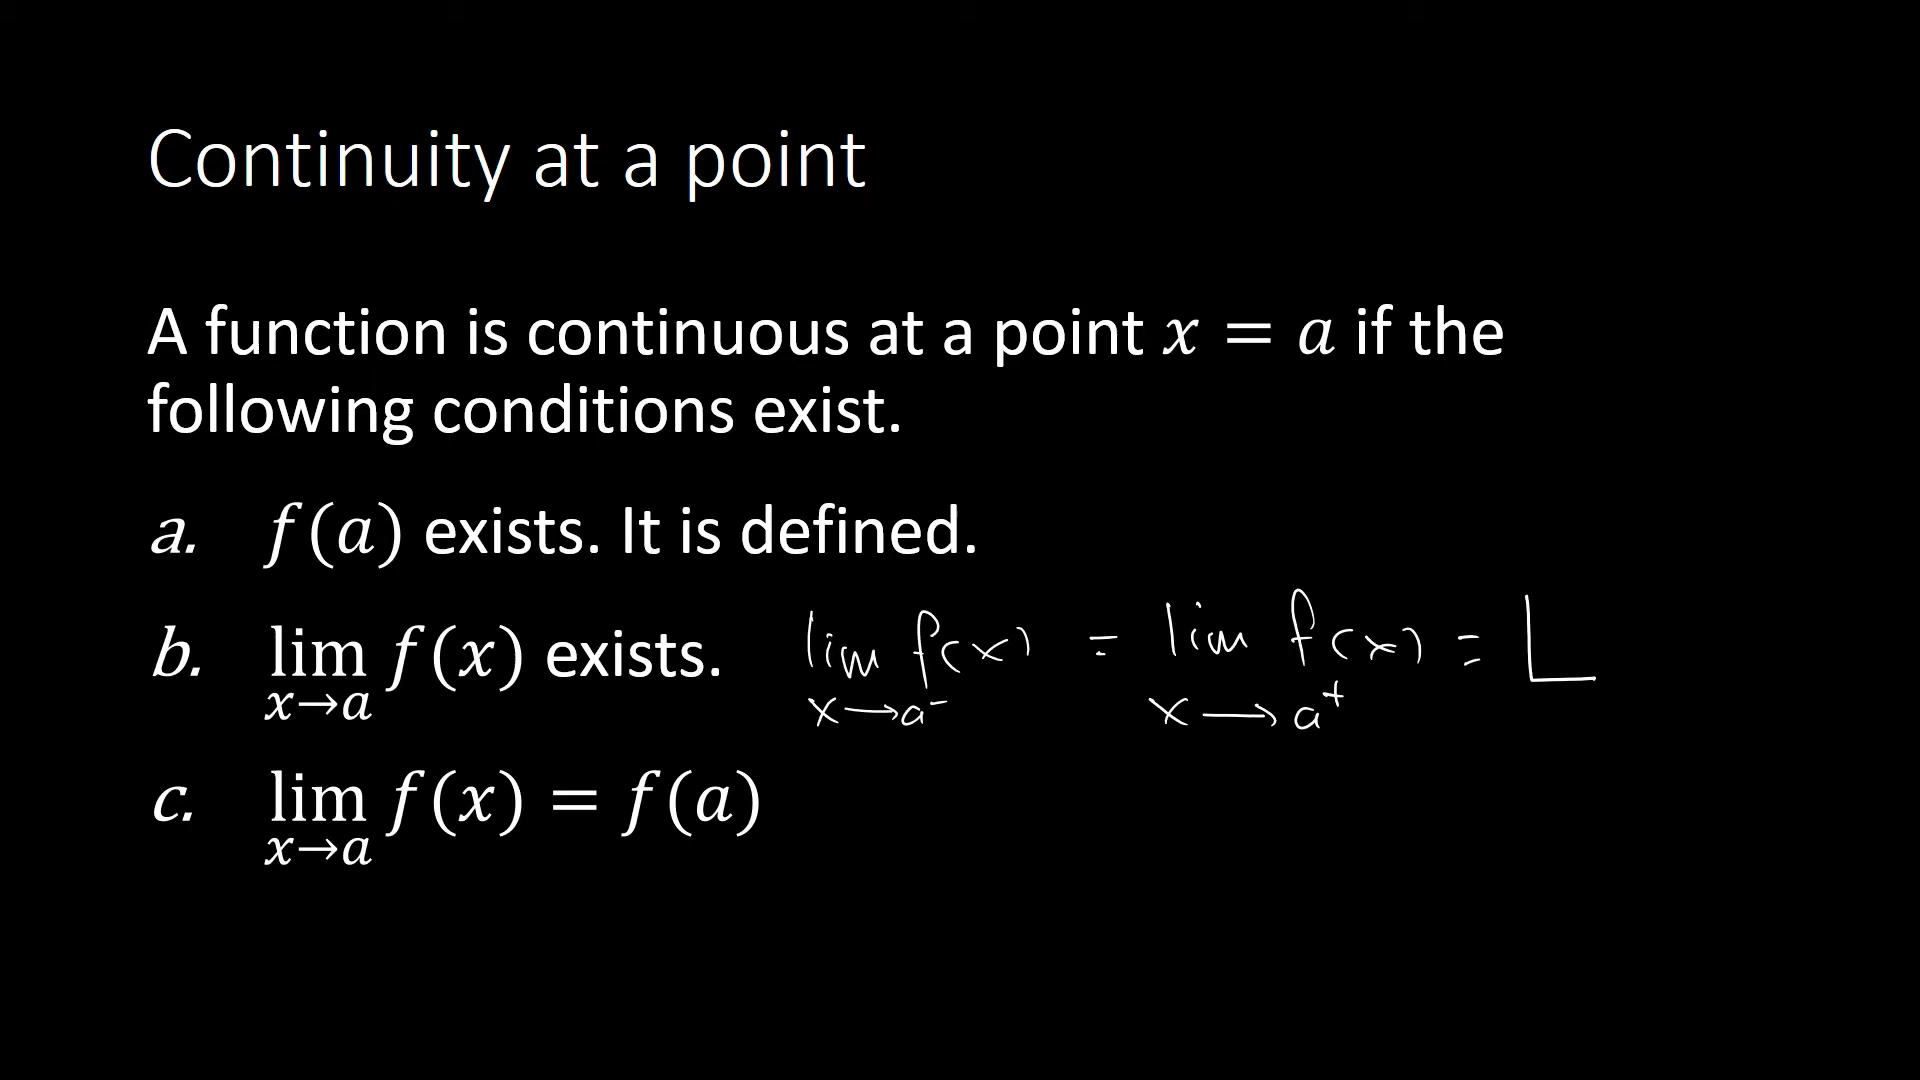 Continuity at a point
A function is continuous at a point 𝑥 = 𝑎 if the
following conditions exist.
a. 𝑓(𝑎) exists. It is defined.
b. lim 𝑓(𝑥) exists. lim f(x) = lim f(x) = L
𝑥→𝑎 x→a⁻ x→a⁺
c. lim 𝑓(𝑥) = 𝑓(𝑎)
𝑥→𝑎